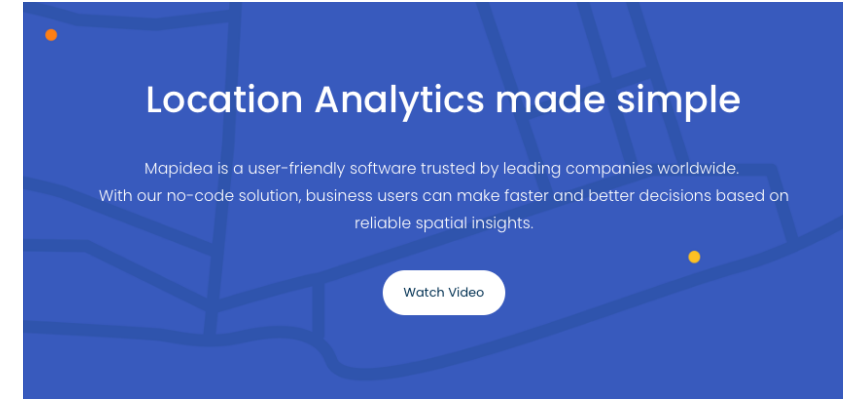 Location Analytics made simple
Mapidea is a user-friendly software trusted by leading companies worldwide.
With our no-code solution, business users can make faster and better decisions based on
reliable spatial insights.
Watch Video